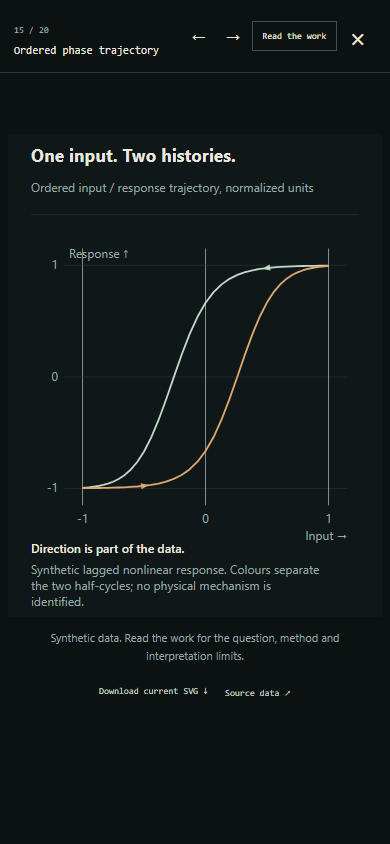 15 / 20
Ordered phase trajectory
← → Read the work ×
One input. Two histories.
Ordered input / response trajectory, normalized units
Response ↑
1
0
-1
-1 0 1
Input →
Direction is part of the data.
Synthetic lagged nonlinear response. Colours separate
the two half-cycles; no physical mechanism is
identified.
Synthetic data. Read the work for the question, method and
interpretation limits.
Download current SVG ↓ Source data ↗